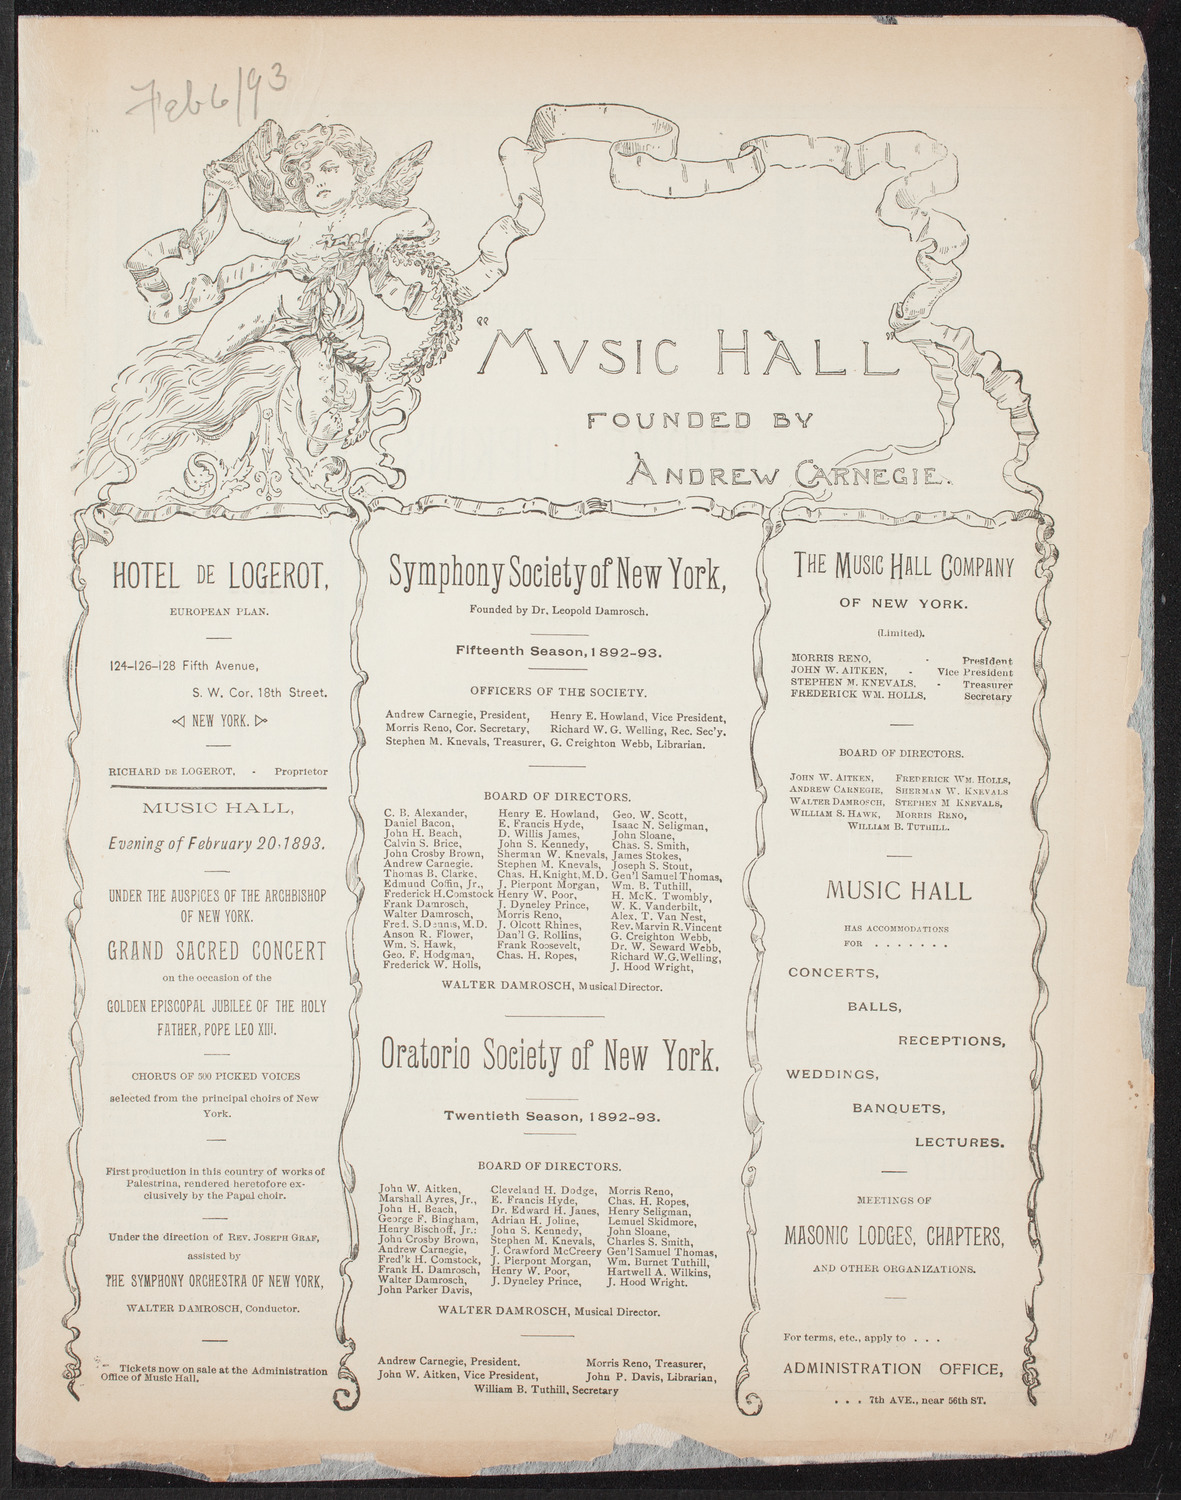 Feb 6/93
"MVSIC HALL"
FOUNDED BY
ANDREW CARNEGIE.
HOTEL DE LOGEROT,
EUROPEAN PLAN.
124-126-128 Fifth Avenue,
S. W. Cor. 18th Street.
NEW YORK.
RICHARD DE LOGEROT, - Proprietor
MUSIC HALL,
Evening of February 20, 1893.
UNDER THE AUSPICES OF THE ARCHBISHOP
OF NEW YORK.
GRAND SACRED CONCERT
on the occasion of the
GOLDEN EPISCOPAL JUBILEE OF THE HOLY
FATHER, POPE LEO XIII.
CHORUS OF 500 PICKED VOICES
selected from the principal choirs of New
York.
First production in this country of works of
Palestrina, rendered heretofore ex-
clusively by the Papal choir.
Under the direction of REV. JOSEPH GRAF,
assisted by
THE SYMPHONY ORCHESTRA OF NEW YORK,
WALTER DAMROSCH, Conductor.
Tickets now on sale at the Administration
Office of Music Hall.
Symphony Society of New York,
Founded by Dr. Leopold Damrosch.
Fifteenth Season, 1892-93.
OFFICERS OF THE SOCIETY.
Andrew Carnegie, President, Henry E. Howland, Vice President,
Morris Reno, Cor. Secretary, Richard W. G. Welling, Rec. Sec'y.
Stephen M. Knevals, Treasurer, G. Creighton Webb, Librarian.
BOARD OF DIRECTORS.
C. B. Alexander, Henry E. Howland, Geo. W. Scott,
Daniel Bacon, E. Francis Hyde, Isaac N. Seligman,
John H. Beach, D. Willis James, John Sloane,
Calvin S. Brice, John S. Kennedy, Chas. S. Smith,
John Crosby Brown, Sherman W. Knevals, James Stokes,
Andrew Carnegie. Stephen M. Knevals, Joseph S. Stout,
Thomas B. Clarke, Chas. H. Knight, M.D. Gen'l Samuel Thomas,
Edmund Coffin, Jr., J. Pierpont Morgan, Wm. B. Tuthill,
Frederick H. Comstock Henry W. Poor, H. McK. Twombly,
Frank Damrosch, J. Dyneley Prince, W. K. Vanderbilt,
Walter Damrosch, Morris Reno, Alex. T. Van Nest,
Fred. S. Dennis, M.D. J. Olcott Rhines, Rev. Marvin R. Vincent
Anson R. Flower, Dan'l G. Rollins, G. Creighton Webb,
Wm. S. Hawk, Frank Roosevelt, Dr. W. Seward Webb,
Geo. F. Hodgman, Chas. H. Ropes, Richard W. G. Welling,
Frederick W. Holls, J. Hood Wright,
WALTER DAMROSCH, Musical Director.
Oratorio Society of New York.
Twentieth Season, 1892-93.
BOARD OF DIRECTORS.
John W. Aitken, Cleveland H. Dodge, Morris Reno,
Marshall Ayres, Jr., E. Francis Hyde, Chas. H. Ropes,
John H. Beach, Dr. Edward H. Janes, Henry Seligman,
George F. Bingham, Adrian H. Joline, Lemuel Skidmore,
Henry Bischoff, Jr.; John S. Kennedy, John Sloane,
John Crosby Brown, Stephen M. Knevals, Charles S. Smith,
Andrew Carnegie, J. Crawford McCreery Gen'l Samuel Thomas,
Fred'k H. Comstock, J. Pierpont Morgan, Wm. Burnet Tuthill,
Frank H. Damrosch, Henry W. Poor, Hartwell A. Wilkins,
Walter Damrosch, J. Dyneley Prince, J. Hood Wright.
John Parker Davis,
WALTER DAMROSCH, Musical Director.
Andrew Carnegie, President. Morris Reno, Treasurer,
John W. Aitken, Vice President, John P. Davis, Librarian,
William B. Tuthill, Secretary
THE MUSIC HALL COMPANY
OF NEW YORK.
(Limited).
MORRIS RENO, - President
JOHN W. AITKEN, - Vice President
STEPHEN M. KNEVALS, - Treasurer
FREDERICK WM. HOLLS, Secretary
BOARD OF DIRECTORS.
JOHN W. AITKEN, FREDERICK WM. HOLLS,
ANDREW CARNEGIE, SHERMAN W. KNEVALS
WALTER DAMROSCH, STEPHEN M KNEVALS,
WILLIAM S. HAWK, MORRIS RENO,
WILLIAM B. TUTHILL.
MUSIC HALL
HAS ACCOMMODATIONS
FOR . . . . . . .
CONCERTS,
BALLS,
RECEPTIONS,
WEDDINGS,
BANQUETS,
LECTURES.
MEETINGS OF
MASONIC LODGES, CHAPTERS,
AND OTHER ORGANIZATIONS.
For terms, etc., apply to . . .
ADMINISTRATION OFFICE,
. . . 7th AVE., near 56th ST.